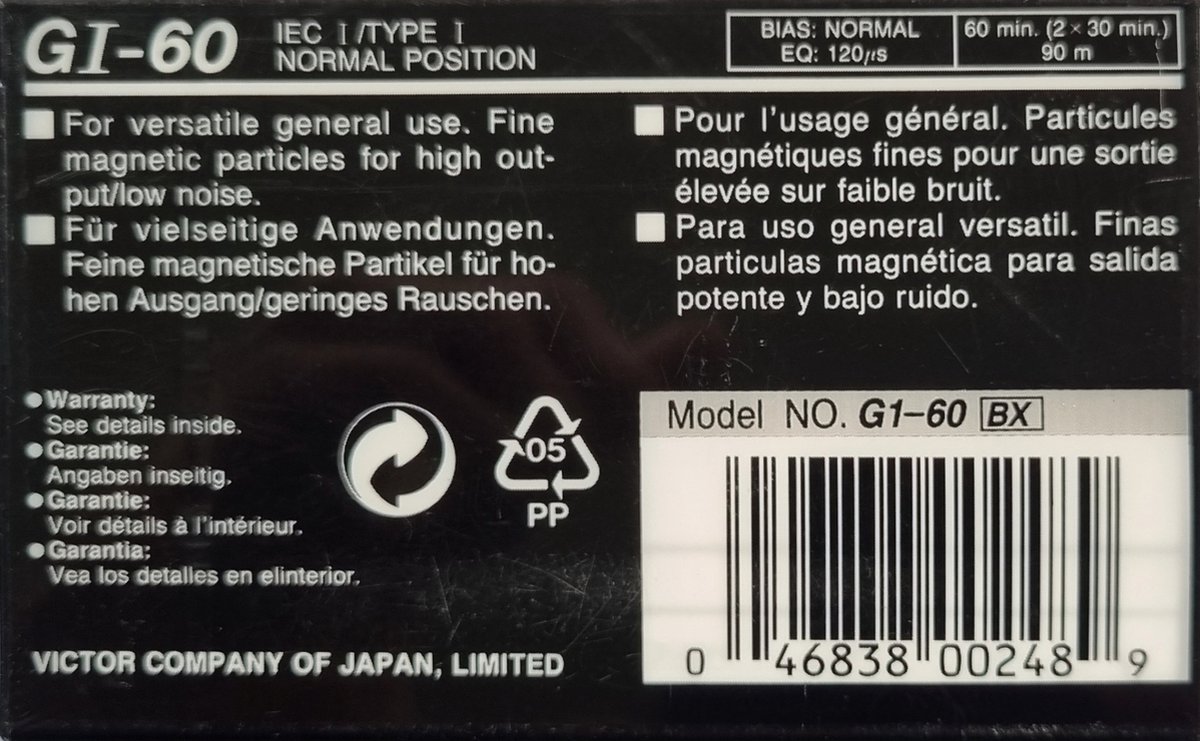 GI-60
IEC I/TYPE I
NORMAL POSITION
BIAS: NORMAL
EQ: 120µs
60 min. (2 × 30 min.)
90 m
For versatile general use. Fine
magnetic particles for high out-
put/low noise.
Für vielseitige Anwendungen.
Feine magnetische Partikel für ho-
hen Ausgang/geringes Rauschen.
Pour l'usage général. Particules
magnétiques fines pour une sortie
élevée sur faible bruit.
Para uso general versatil. Finas
particulas magnética para salida
potente y bajo ruido.
●Warranty:
See details inside.
●Garantie:
Angaben inseitig.
●Garantie:
Voir détails à l'intérieur.
●Garantia:
Vea los detalles en elinterior.
05
PP
VICTOR COMPANY OF JAPAN, LIMITED
Model NO. G1-60 BX
0 46838 00248 9